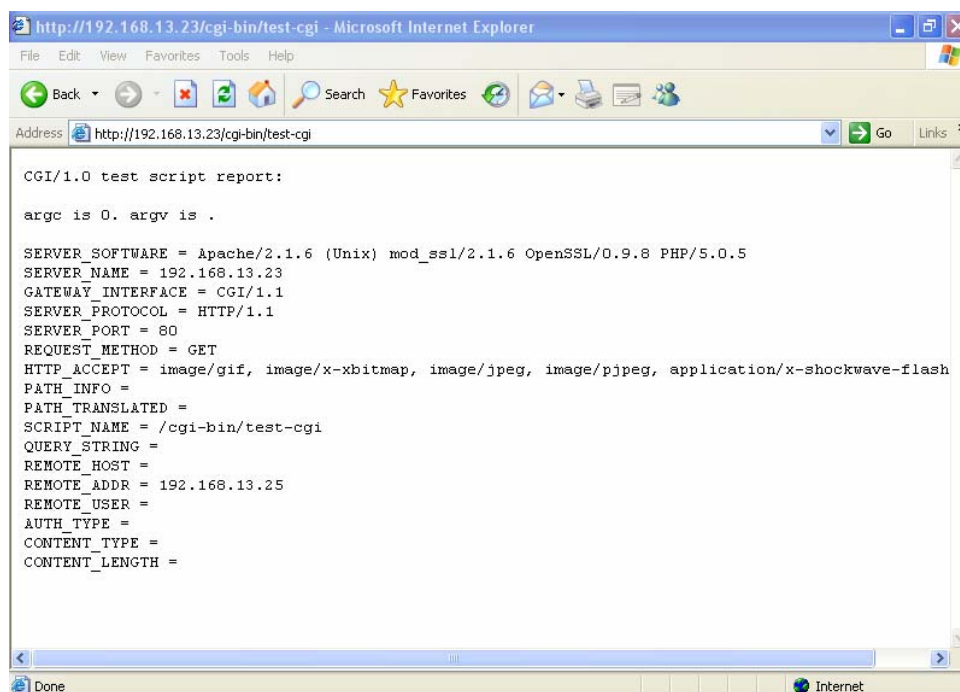 http://192.168.13.23/cgi-bin/test-cgi - Microsoft Internet Explorer
File Edit View Favorites Tools Help
Back Search Favorites
Address http://192.168.13.23/cgi-bin/test-cgi Go Links
CGI/1.0 test script report:
argc is 0. argv is .
SERVER_SOFTWARE = Apache/2.1.6 (Unix) mod_ssl/2.1.6 OpenSSL/0.9.8 PHP/5.0.5
SERVER_NAME = 192.168.13.23
GATEWAY_INTERFACE = CGI/1.1
SERVER_PROTOCOL = HTTP/1.1
SERVER_PORT = 80
REQUEST_METHOD = GET
HTTP_ACCEPT = image/gif, image/x-xbitmap, image/jpeg, image/pjpeg, application/x-shockwave-flash
PATH_INFO =
PATH_TRANSLATED =
SCRIPT_NAME = /cgi-bin/test-cgi
QUERY_STRING =
REMOTE_HOST =
REMOTE_ADDR = 192.168.13.25
REMOTE_USER =
AUTH_TYPE =
CONTENT_TYPE =
CONTENT_LENGTH =
Done Internet